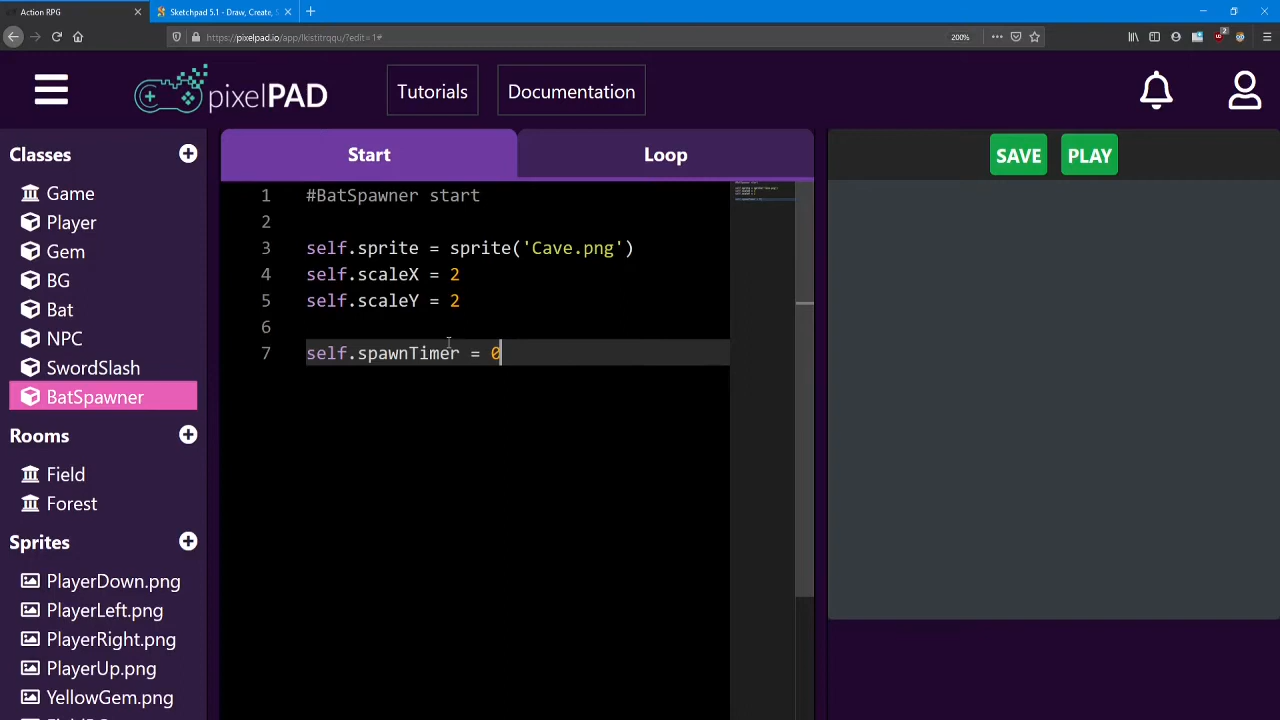 Action RPG
Sketchpad 5.1 - Draw, Create, S
https://pixelpad.io/app/lkistitrqqu/?edit=1#
200%
2
pixelPAD
Tutorials
Documentation
Classes
Game
Player
Gem
BG
Bat
NPC
SwordSlash
BatSpawner
Rooms
Field
Forest
Sprites
PlayerDown.png
PlayerLeft.png
PlayerRight.png
PlayerUp.png
YellowGem.png
Start
Loop
1 #BatSpawner start
2
3 self.sprite = sprite('Cave.png')
4 self.scaleX = 2
5 self.scaleY = 2
6
7 self.spawnTimer = 0
SAVE
PLAY